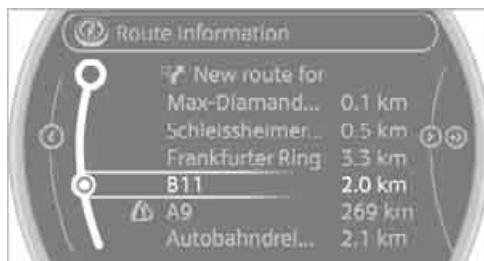 Route information
New route for
Max-Diamand... 0.1 km
Schleissheimer... 0.5 km
Frankfurter Ring 3.3 km
B11 2.0 km
A9 269 km
Autobahndrei... 2.1 km